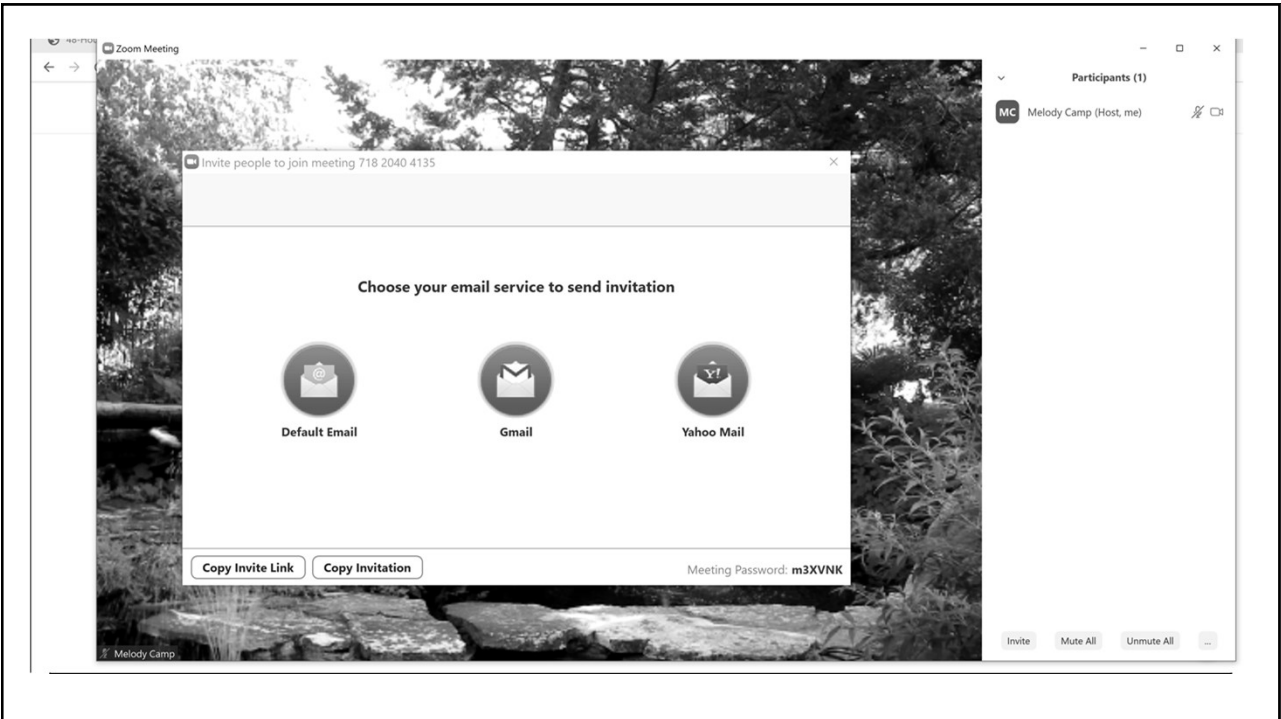 48-Hou
Zoom Meeting
Participants (1)
MC Melody Camp (Host, me)
Invite people to join meeting 718 2040 4135
Choose your email service to send invitation
@
Y!
Default Email Gmail Yahoo Mail
Copy Invite Link Copy Invitation Meeting Password: m3XVNK
Invite Mute All Unmute All ...
Melody Camp